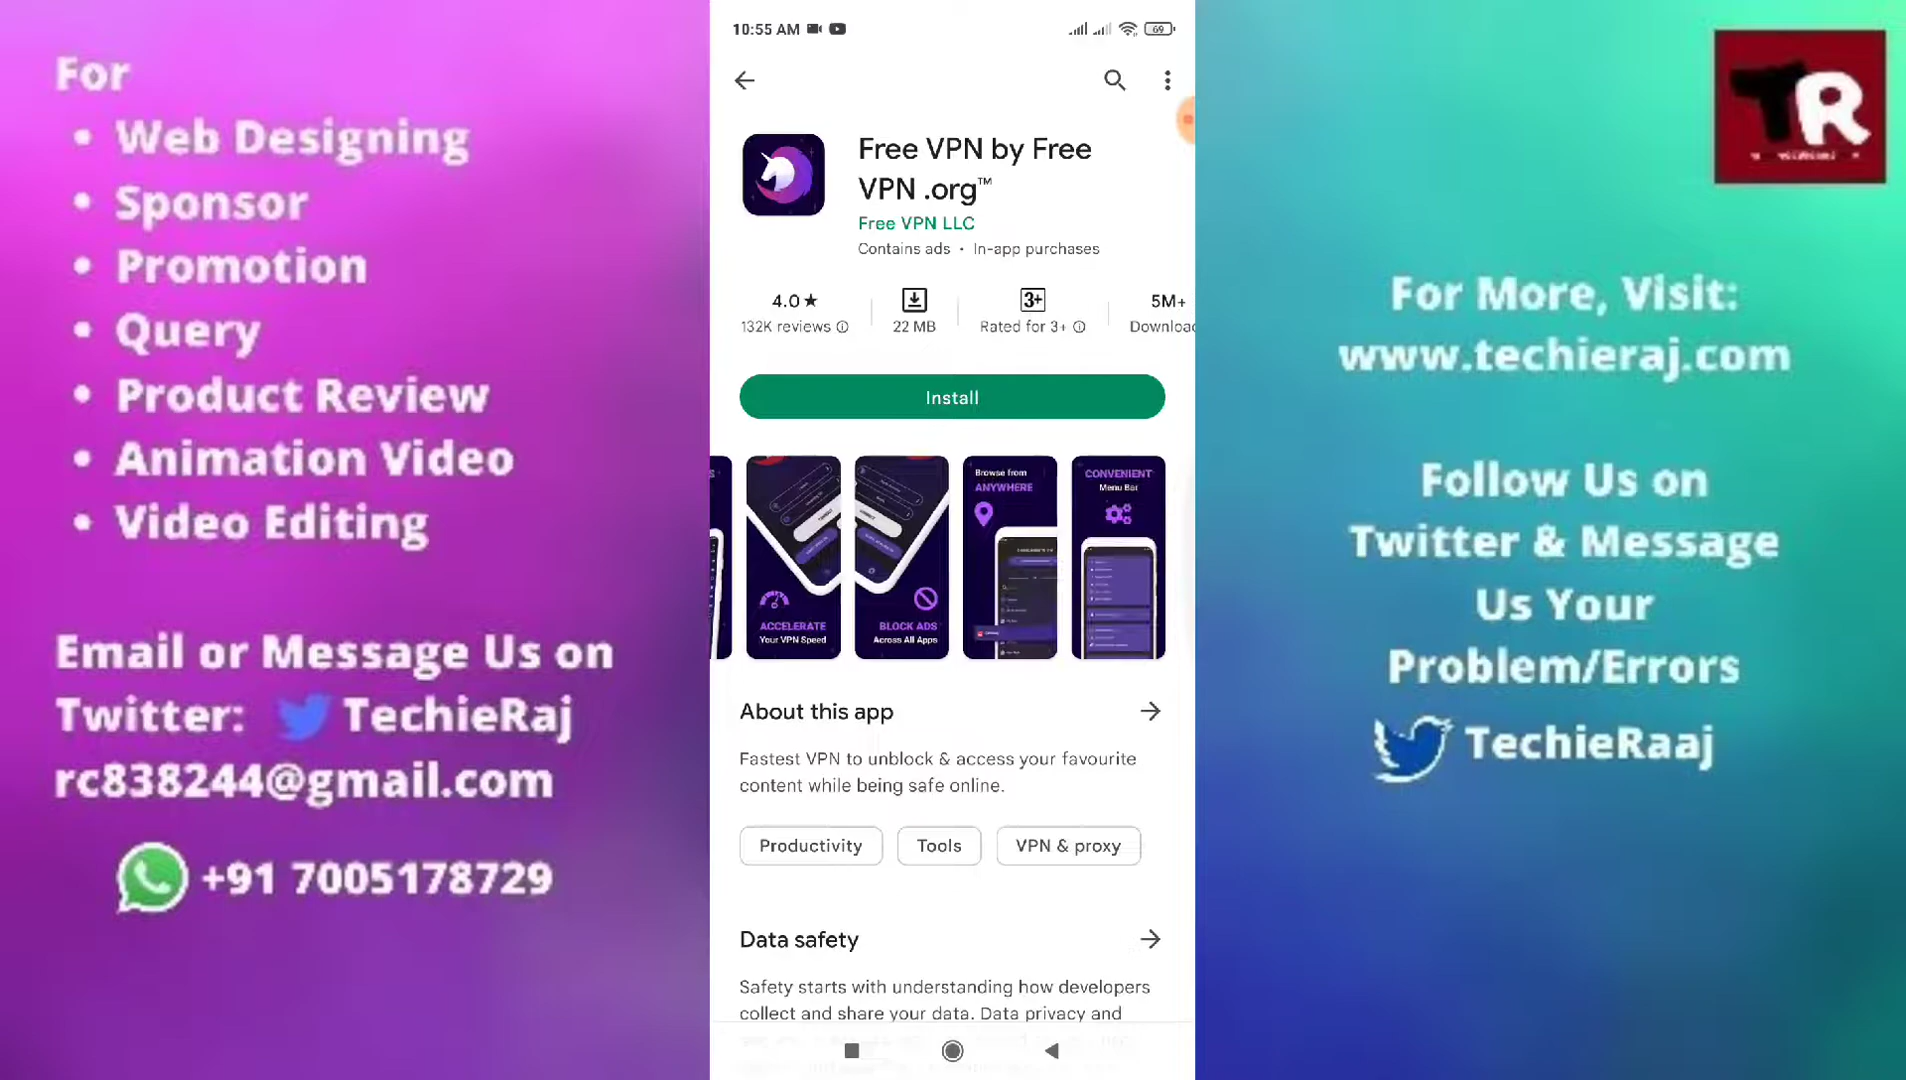 For
• Web Designing
• Sponsor
• Promotion
• Query
• Product Review
• Animation Video
• Video Editing
Email or Message Us on
Twitter: TechieRaj
rc838244@gmail.com
+91 7005178729
10:55 AM
69
Free VPN by Free
VPN .org™
Free VPN LLC
Contains ads • In-app purchases
4.0★
132K reviews
22 MB
3+
Rated for 3+
5M+
Downloa
Install
ACCELERATE
Your VPN Speed
BLOCK ADS
Across All Apps
Browse from
ANYWHERE
CONVENIENT
Menu Bar
About this app
Fastest VPN to unblock & access your favourite
content while being safe online.
Productivity
Tools
VPN & proxy
Data safety
Safety starts with understanding how developers
collect and share your data. Data privacy and
TR
For More, Visit:
www.techieraj.com
Follow Us on
Twitter & Message
Us Your
Problem/Errors
TechieRaaj